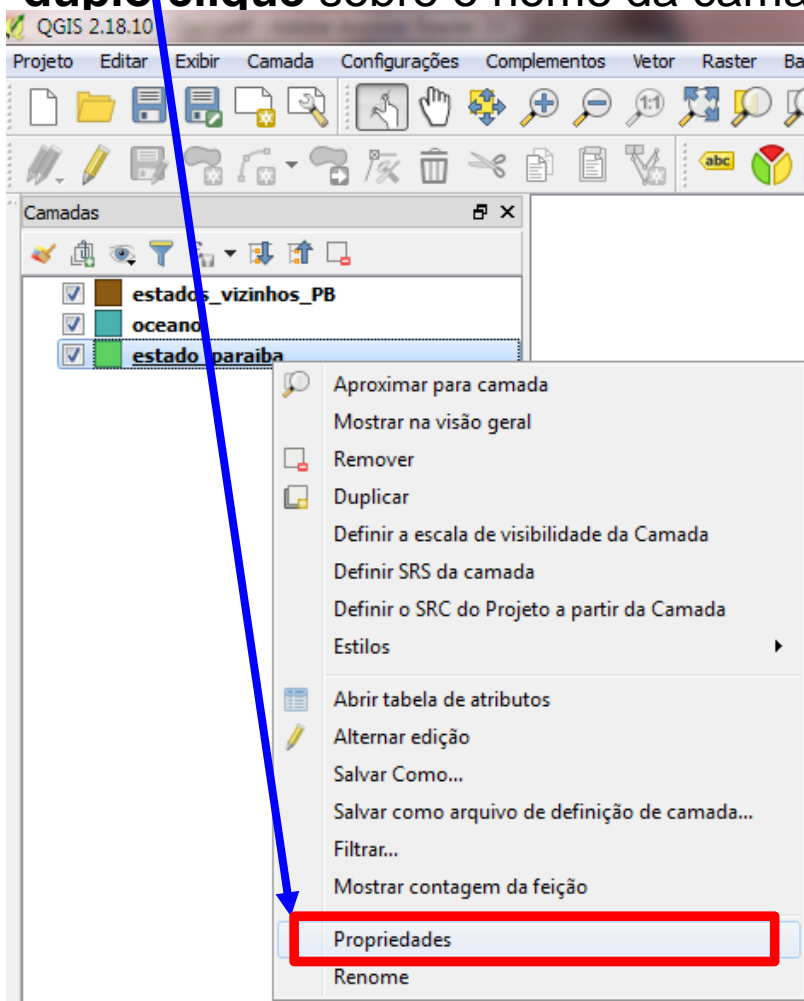 duplo clique sobre o nome da cama
QGIS 2.18.10
Projeto Editar Exibir Camada Configurações Complementos Vetor Raster Ba
1:1
abc
Camadas
estados_vizinhos_PB
oceano
estado_paraiba
Aproximar para camada
Mostrar na visão geral
Remover
Duplicar
Definir a escala de visibilidade da Camada
Definir SRS da camada
Definir o SRC do Projeto a partir da Camada
Estilos
Abrir tabela de atributos
Alternar edição
Salvar Como...
Salvar como arquivo de definição de camada...
Filtrar...
Mostrar contagem da feição
Propriedades
Renome